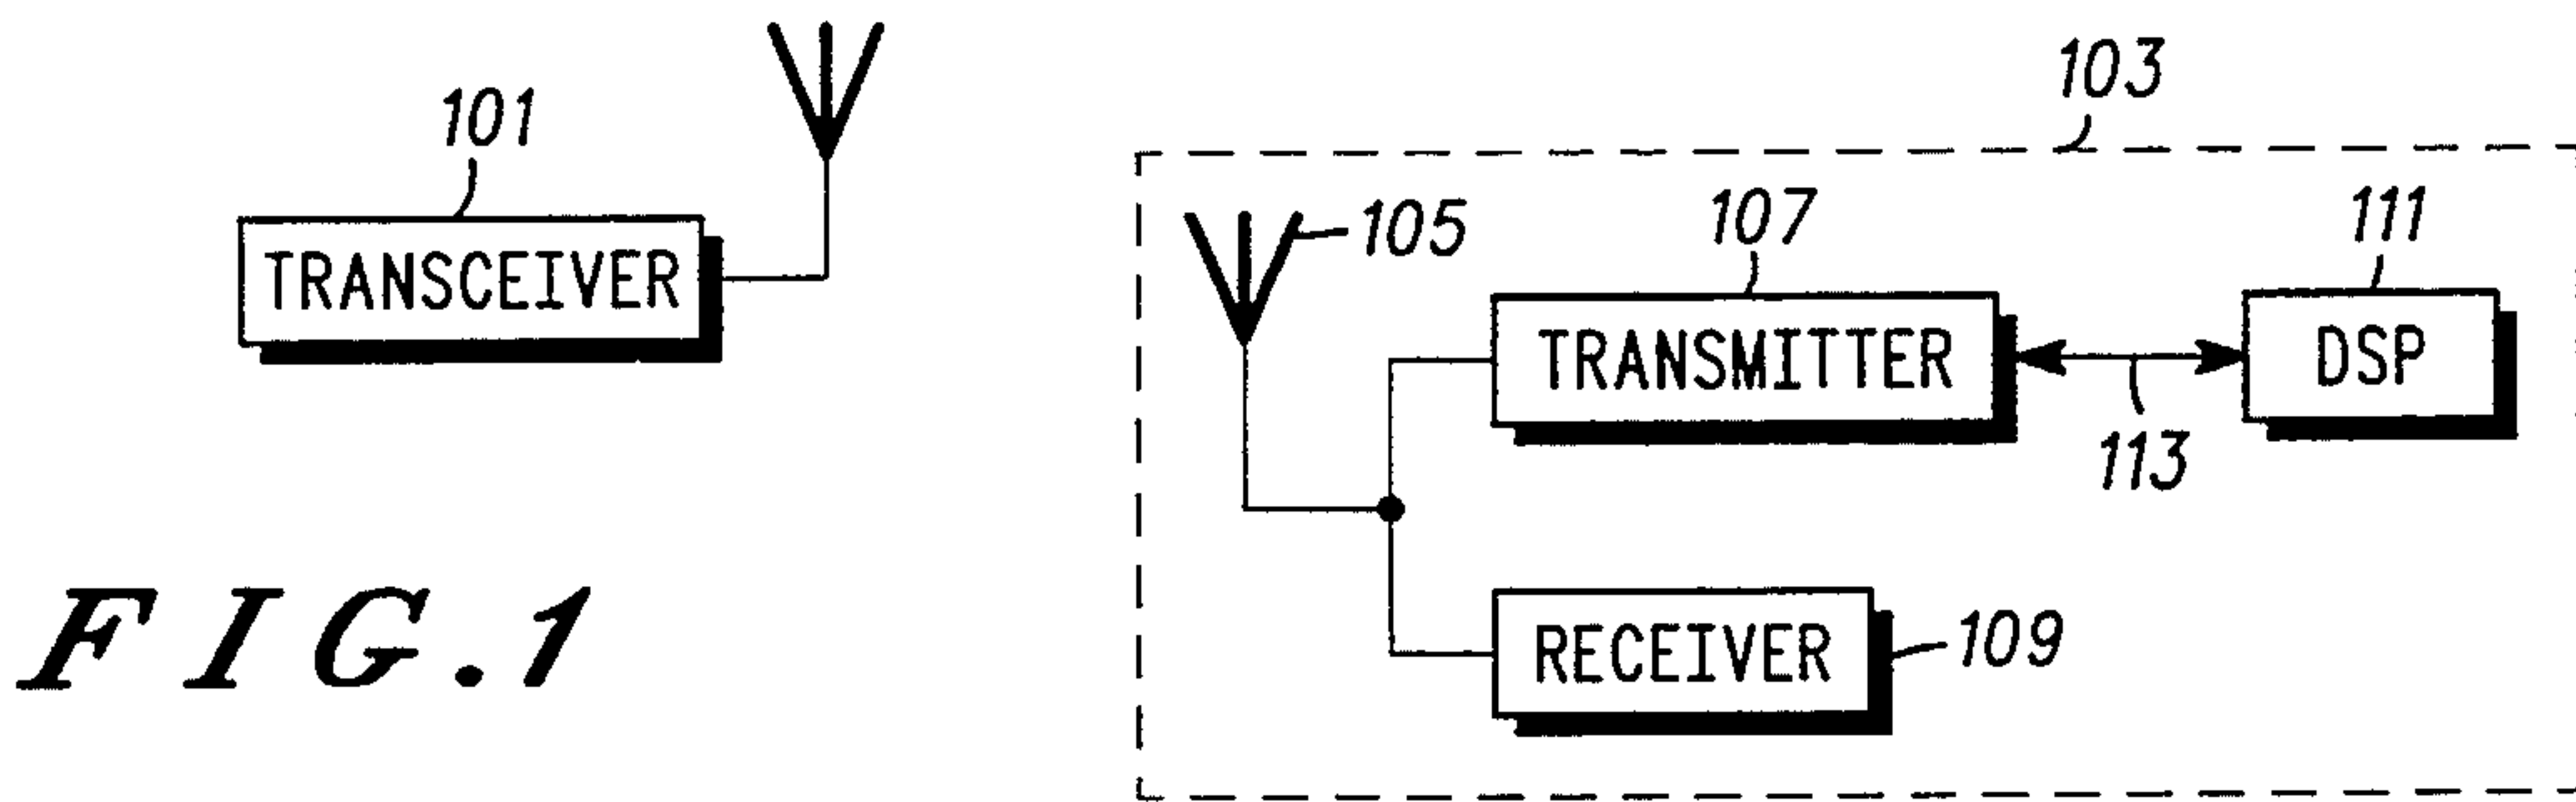 101
TRANSCEIVER
103
105
107
TRANSMITTER
111
DSP
113
RECEIVER
109
FIG.1